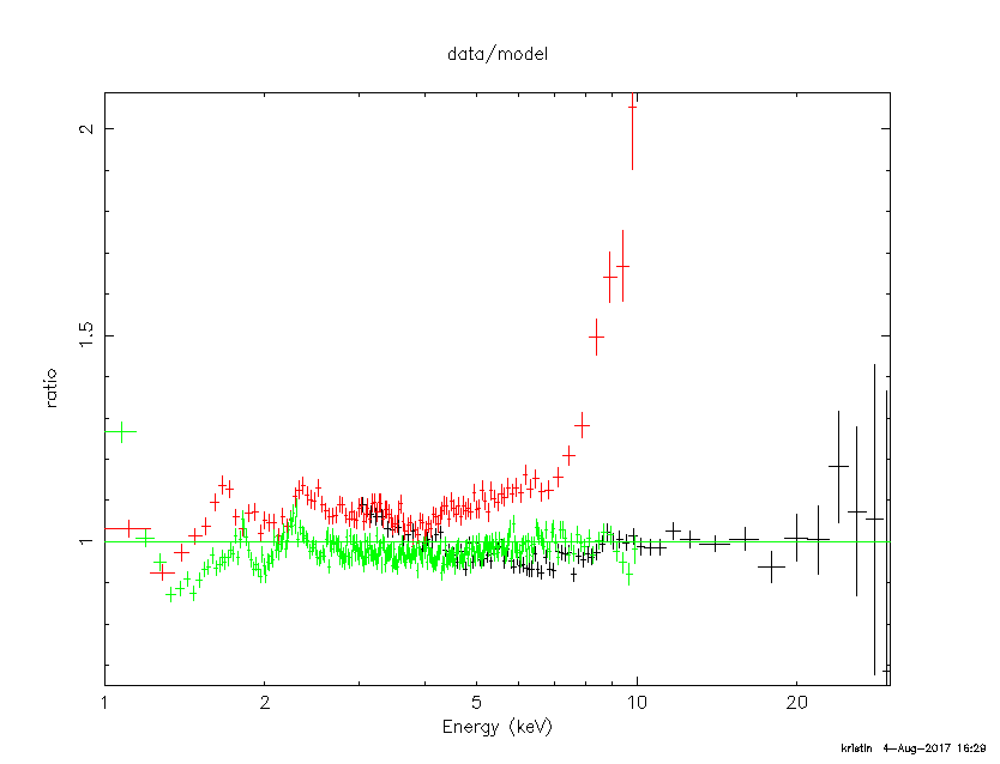 data/model
2
1.5
1
ratio
1 2 5 10 20
Energy (keV)
kristin 4-Aug-2017 16:29